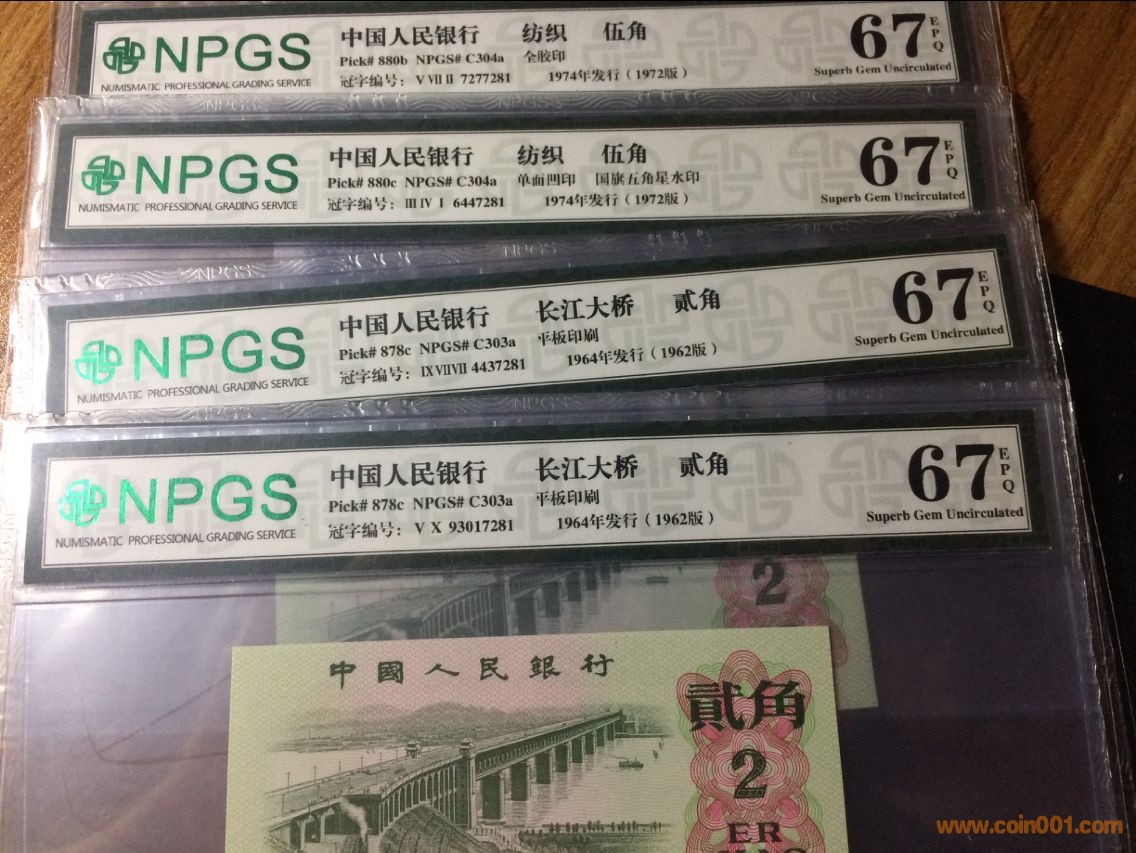 NPGS
NUMISMATIC PROFESSIONAL GRADING SERVICE
中国人民银行 纺织 伍角
Pick# 880b NPGS# C304a 全胶印
冠字编号： V VII II 7277281 1974年发行（1972版）
67 EPQ
Superb Gem Uncirculated
NPGS
NPGS
NUMISMATIC PROFESSIONAL GRADING SERVICE
中国人民银行 纺织 伍角
Pick# 880c NPGS# C304a 单面凹印 国旗五角星水印
冠字编号： III IV I 6447281 1974年发行（1972版）
67 EPQ
Superb Gem Uncirculated
NPGS
NPGS
NPGS
NUMISMATIC PROFESSIONAL GRADING SERVICE
中国人民银行 长江大桥 贰角
Pick# 878c NPGS# C303a 平板印刷
冠字编号： IX VII VII 4437281 1964年发行（1962版）
67 EPQ
Superb Gem Uncirculated
NPGS
NUMISMATIC PROFESSIONAL GRADING SERVICE
中国人民银行 长江大桥 贰角
Pick# 878c NPGS# C303a 平板印刷
冠字编号： V X 93017281 1964年发行（1962版）
67 EPQ
Superb Gem Uncirculated
2
中國人民銀行
貳角
2
ER
www.coin001.com